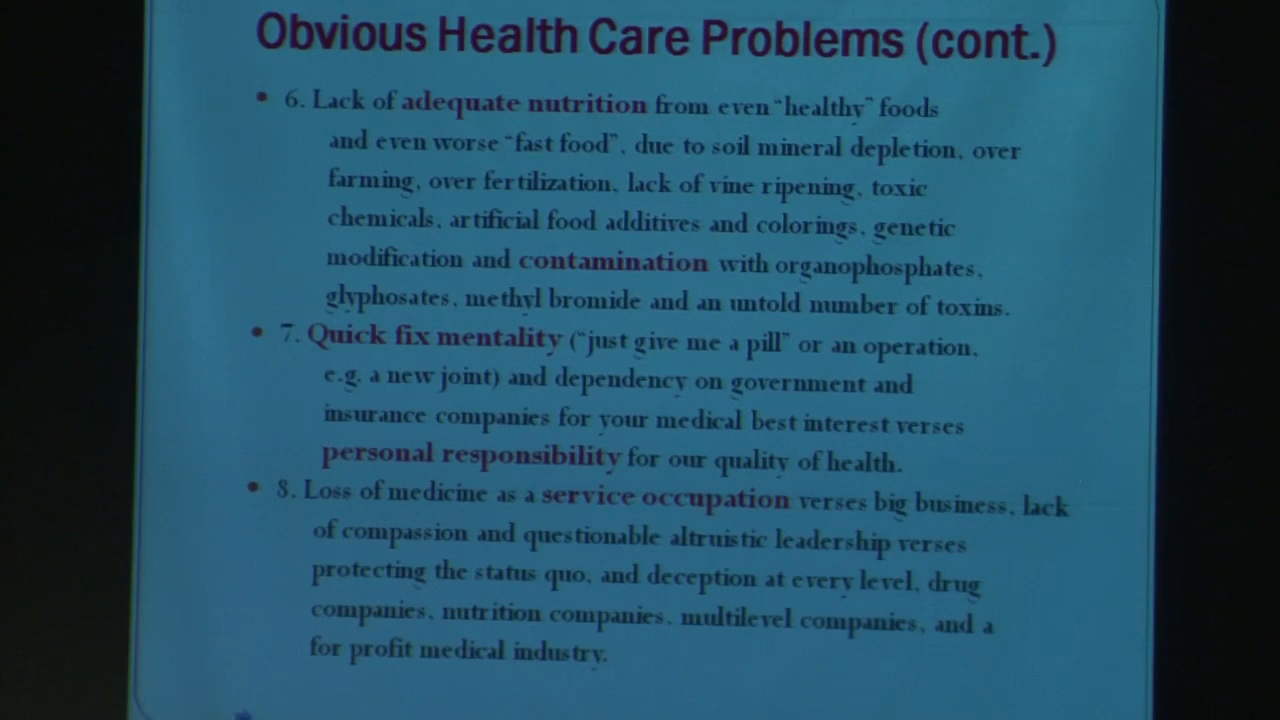 Obvious Health Care Problems (cont.)
• 6. Lack of adequate nutrition from even "healthy" foods
and even worse "fast food", due to soil mineral depletion, over
farming, over fertilization, lack of vine ripening, toxic
chemicals, artificial food additives and colorings, genetic
modification and contamination with organophosphates,
glyphosates, methyl bromide and an untold number of toxins.
• 7. Quick fix mentality ("just give me a pill" or an operation,
e.g. a new joint) and dependency on government and
insurance companies for your medical best interest verses
personal responsibility for our quality of health.
• 8. Loss of medicine as a service occupation verses big business, lack
of compassion and questionable altruistic leadership verses
protecting the status quo, and deception at every level, drug
companies, nutrition companies, multilevel companies, and a
for profit medical industry.